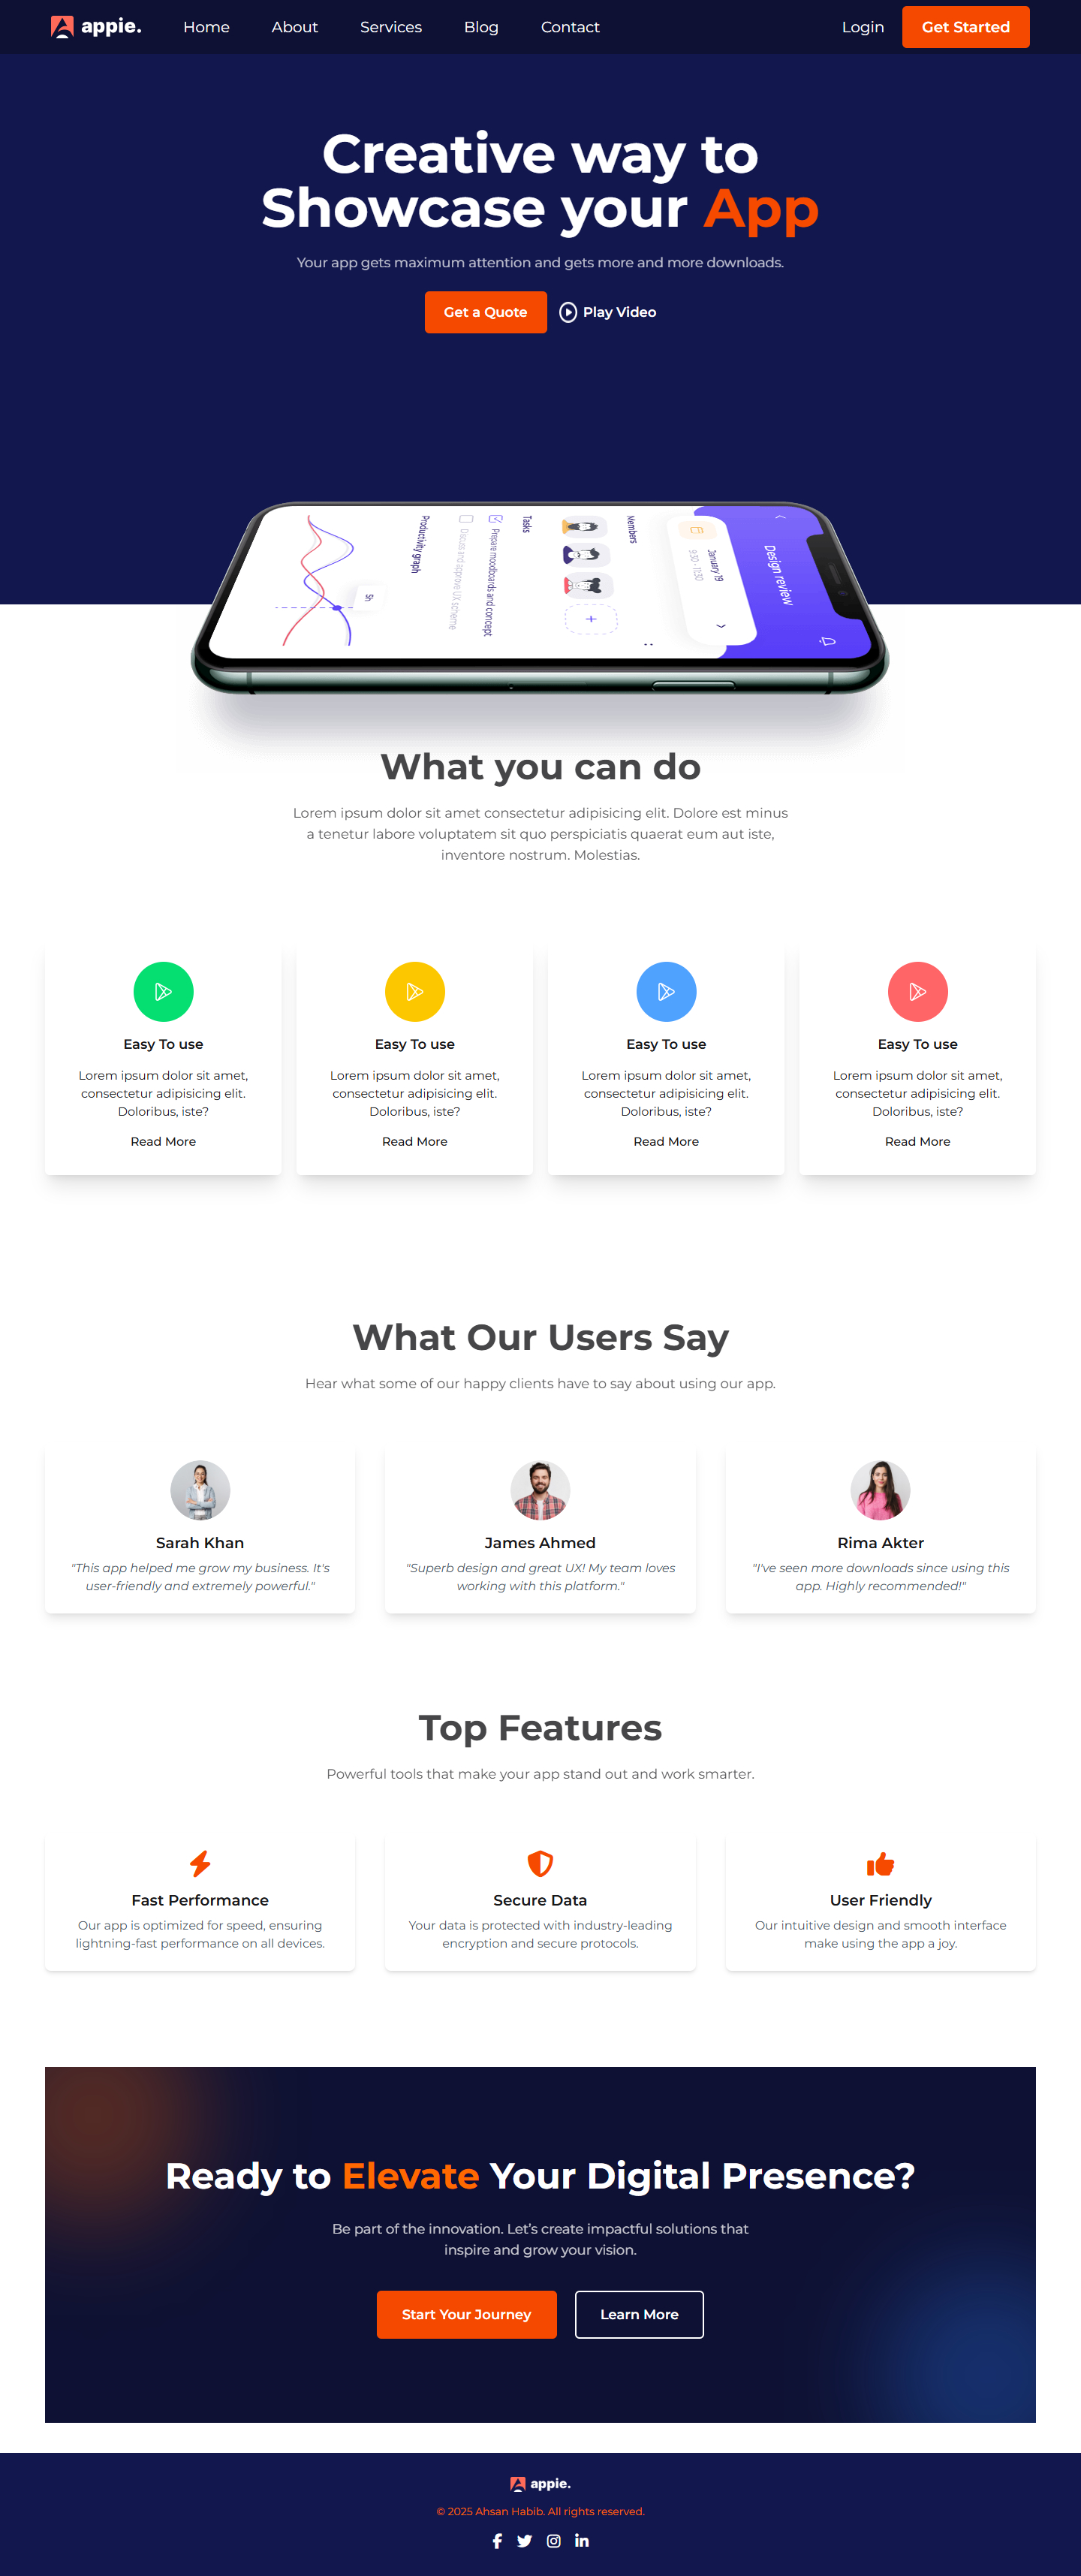 appie.
Home
About
Services
Blog
Contact
Login
Get Started
Creative way to
Showcase your App
Your app gets maximum attention and gets more and more downloads.
Get a Quote
Play Video
Design review
January 19
9:30 - 11:30
Members
Tasks
Prepare moodboards and concept
Discuss and approve UX scheme
Productivity graph
5h
What you can do
Lorem ipsum dolor sit amet consectetur adipisicing elit. Dolore est minus
a tenetur labore voluptatem sit quo perspiciatis quaerat eum aut iste,
inventore nostrum. Molestias.
Easy To use
Lorem ipsum dolor sit amet,
consectetur adipisicing elit.
Doloribus, iste?
Read More
Easy To use
Lorem ipsum dolor sit amet,
consectetur adipisicing elit.
Doloribus, iste?
Read More
Easy To use
Lorem ipsum dolor sit amet,
consectetur adipisicing elit.
Doloribus, iste?
Read More
Easy To use
Lorem ipsum dolor sit amet,
consectetur adipisicing elit.
Doloribus, iste?
Read More
What Our Users Say
Hear what some of our happy clients have to say about using our app.
Sarah Khan
"This app helped me grow my business. It's
user-friendly and extremely powerful."
James Ahmed
"Superb design and great UX! My team loves
working with this platform."
Rima Akter
"I've seen more downloads since using this
app. Highly recommended!"
Top Features
Powerful tools that make your app stand out and work smarter.
Fast Performance
Our app is optimized for speed, ensuring
lightning-fast performance on all devices.
Secure Data
Your data is protected with industry-leading
encryption and secure protocols.
User Friendly
Our intuitive design and smooth interface
make using the app a joy.
Ready to Elevate Your Digital Presence?
Be part of the innovation. Let's create impactful solutions that
inspire and grow your vision.
Start Your Journey
Learn More
appie.
© 2025 Ahsan Habib. All rights reserved.